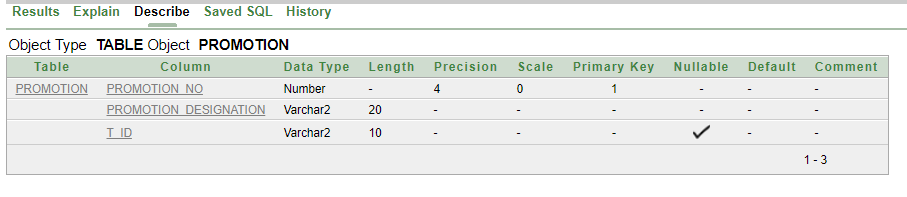 Results Explain Describe Saved SQL History
Object Type TABLE Object PROMOTION
Table Column Data Type Length Precision Scale Primary Key Nullable Default Comment
PROMOTION PROMOTION_NO Number - 4 0 1 - - -
PROMOTION_DESIGNATION Varchar2 20 - - - - - -
T_ID Varchar2 10 - - - ✓ - -
1 - 3